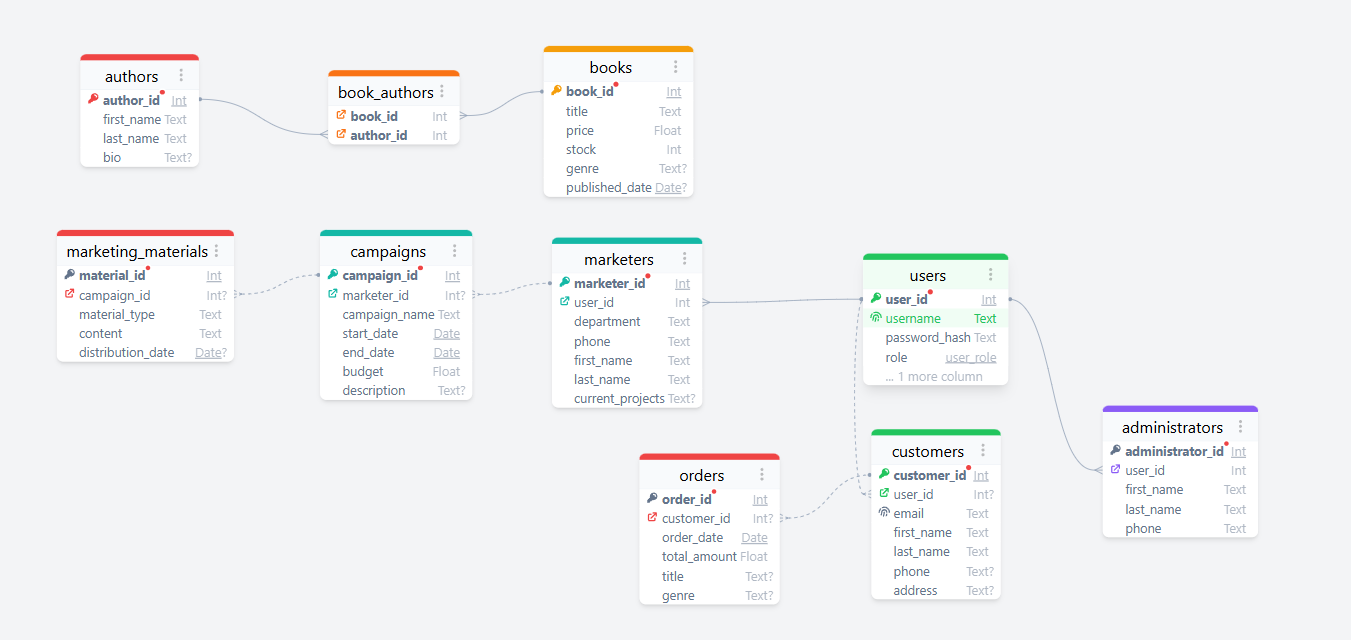 authors
author_id Int
first_name Text
last_name Text
bio Text?
book_authors
book_id Int
author_id Int
books
book_id Int
title Text
price Float
stock Int
genre Text?
published_date Date?
marketing_materials
material_id Int
campaign_id Int?
material_type Text
content Text
distribution_date Date?
campaigns
campaign_id Int
marketer_id Int?
campaign_name Text
start_date Date
end_date Date
budget Float
description Text?
marketers
marketer_id Int
user_id Int
department Text
phone Text
first_name Text
last_name Text
current_projects Text?
users
user_id Int
username Text
password_hash Text
role user_role
... 1 more column
orders
order_id Int
customer_id Int?
order_date Date
total_amount Float
title Text?
genre Text?
customers
customer_id Int
user_id Int?
email Text
first_name Text
last_name Text
phone Text?
address Text?
administrators
administrator_id Int
user_id Int
first_name Text
last_name Text
phone Text